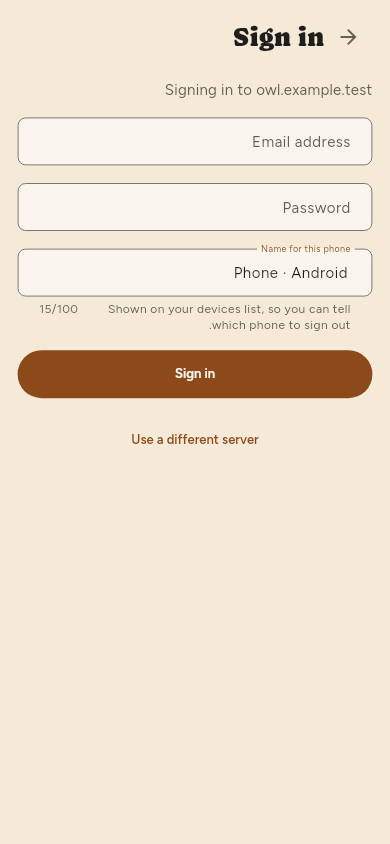 Sign in
Signing in to owl.example.test
Email address
Password
Name for this phone
Phone · Android
Shown on your devices list, so you can tell
.which phone to sign out
15/100
Sign in
Use a different server